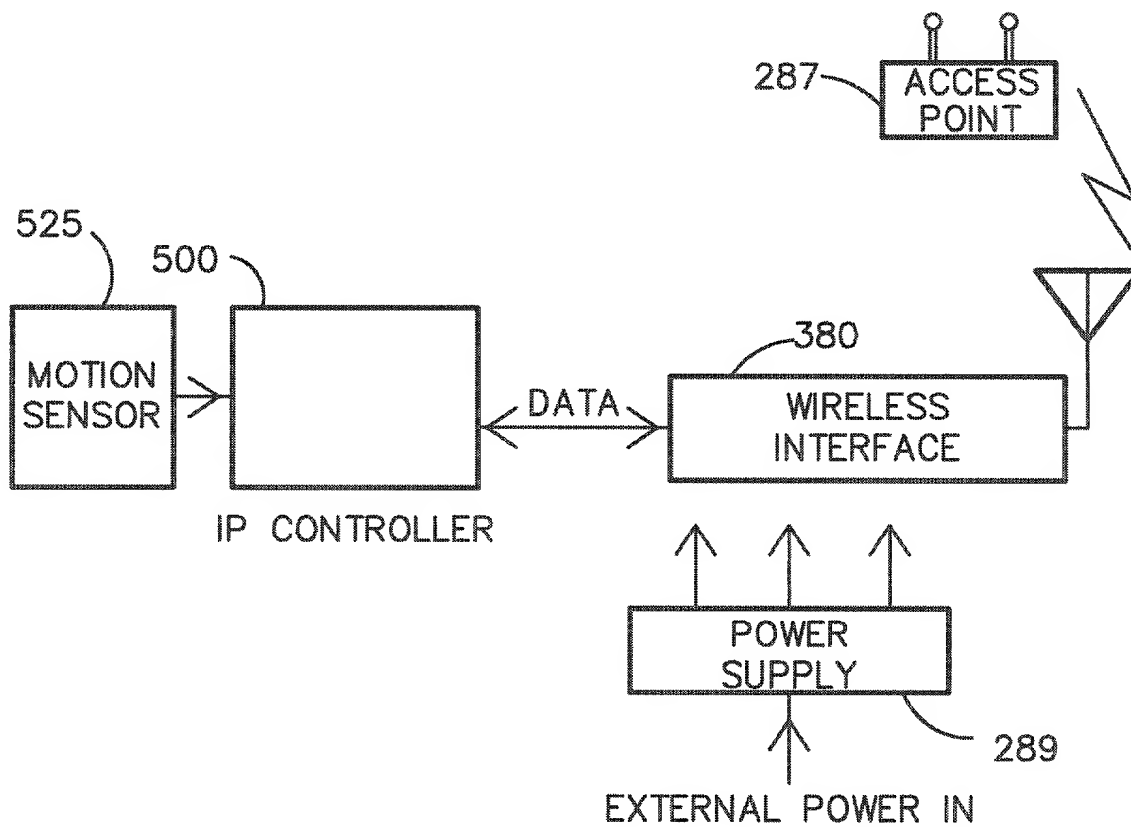 287
ACCESS
POINT
525
500
380
MOTION
SENSOR
DATA
WIRELESS
INTERFACE
IP CONTROLLER
POWER
SUPPLY
289
EXTERNAL POWER IN